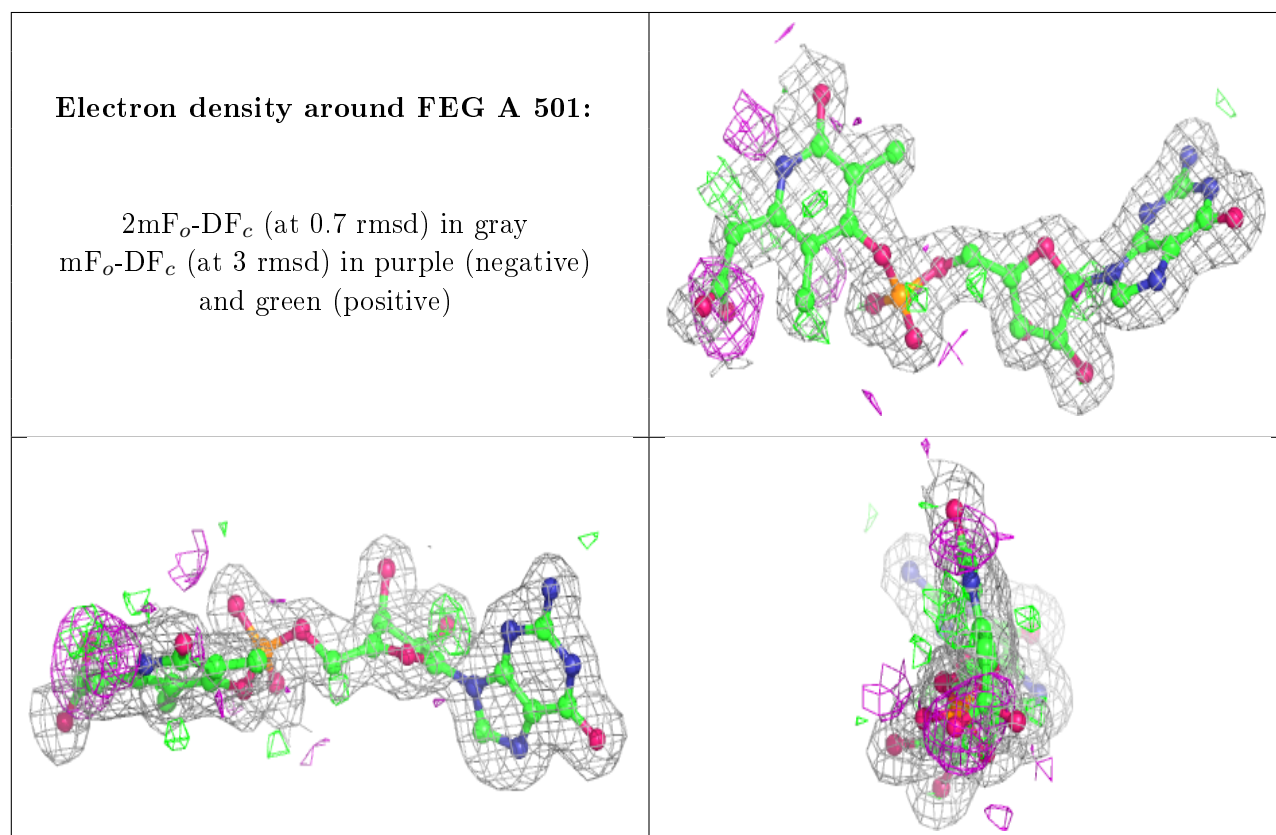 Electron density around FEG A 501:
2mFo-DFc (at 0.7 rmsd) in gray
mFo-DFc (at 3 rmsd) in purple (negative)
and green (positive)